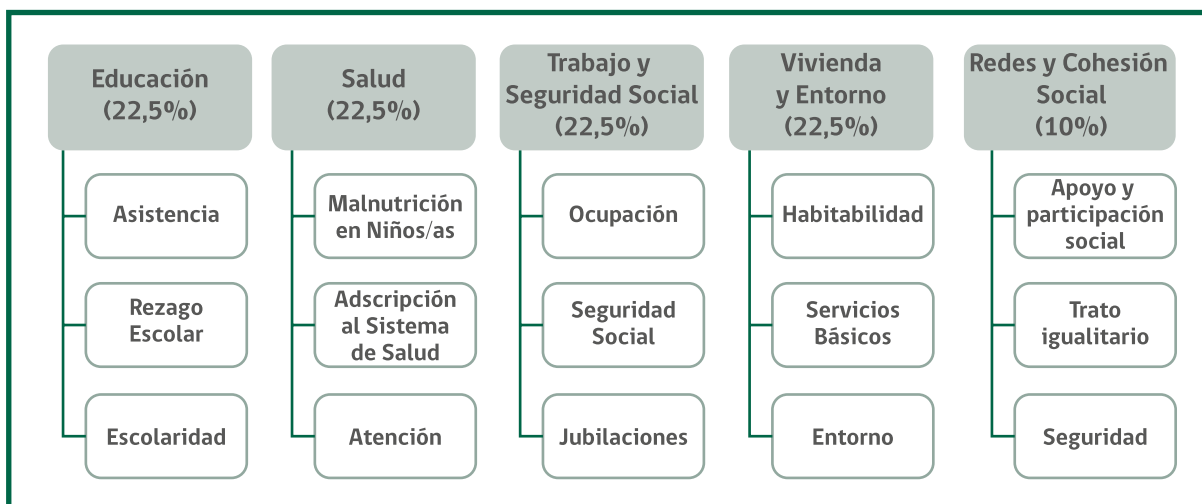 Educación
(22,5%)
Asistencia
Rezago
Escolar
Escolaridad
Salud
(22,5%)
Malnutrición
en Niños/as
Adscripción
al Sistema
de Salud
Atención
Trabajo y
Seguridad Social
(22,5%)
Ocupación
Seguridad
Social
Jubilaciones
Vivienda
y Entorno
(22,5%)
Habitabilidad
Servicios
Básicos
Entorno
Redes y Cohesión
Social
(10%)
Apoyo y
participación
social
Trato
igualitario
Seguridad